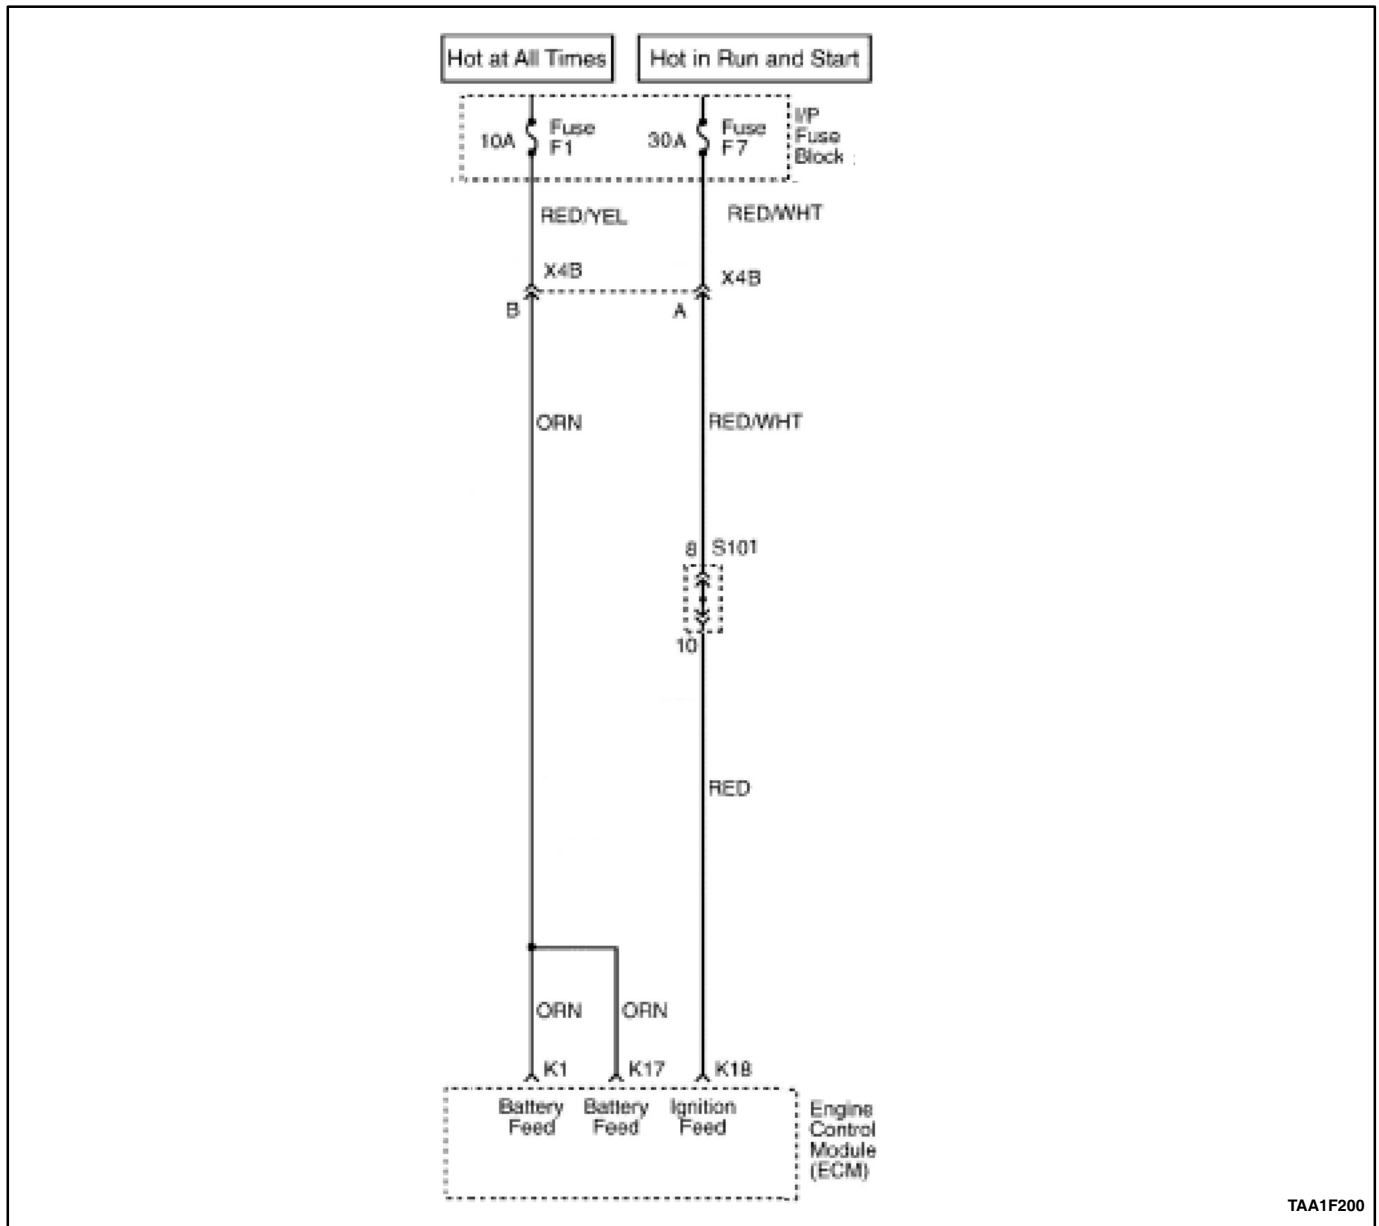 Hot at All Times
Hot in Run and Start
10A
Fuse
F1
30A
Fuse
F7
I/P
Fuse
Block
RED/YEL
RED/WHT
X4B
X4B
B
A
ORN
RED/WHT
8
S101
10
RED
ORN
ORN
K1
K17
K18
Battery
Feed
Battery
Feed
Ignition
Feed
Engine
Control
Module
(ECM)
TAA1F200